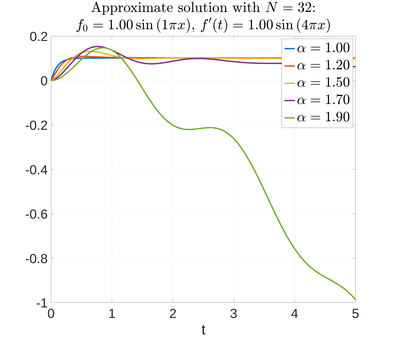 Approximate solution with N = 32:
f₀ = 1.00 sin (1πx), f′(t) = 1.00 sin (4πx)
0.2
0
-0.2
-0.4
-0.6
-0.8
-1
α = 1.00
α = 1.20
α = 1.50
α = 1.70
α = 1.90
0 1 2 3 4 5
t